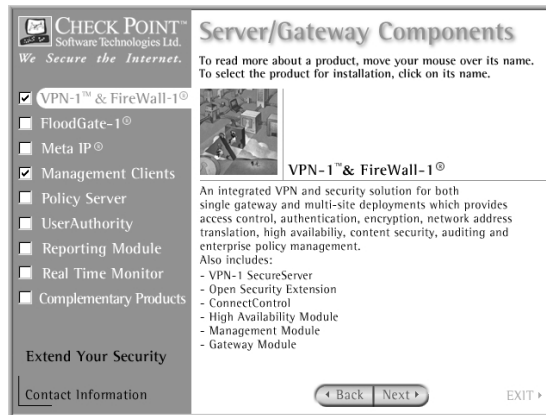 CHECK POINT™
Software Technologies Ltd.
We Secure the Internet.
VPN-1™ & FireWall-1®
FloodGate-1®
Meta IP®
Management Clients
Policy Server
UserAuthority
Reporting Module
Real Time Monitor
Complementary Products
Extend Your Security
Contact Information
Server/Gateway Components
To read more about a product, move your mouse over its name.
To select the product for installation, click on its name.
VPN-1™& FireWall-1®
An integrated VPN and security solution for both
single gateway and multi-site deployments which provides
access control, authentication, encryption, network address
translation, high availabiliy, content security, auditing and
enterprise policy management.
Also includes:
- VPN-1 SecureServer
- Open Security Extension
- ConnectControl
- High Availability Module
- Management Module
- Gateway Module
Back Next
EXIT